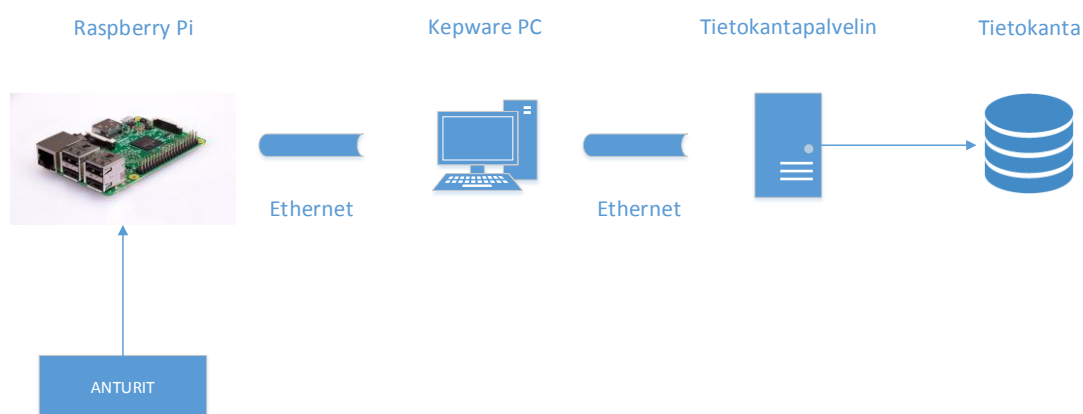 Raspberry Pi
Kepware PC
Tietokantapalvelin
Tietokanta
Ethernet
Ethernet
ANTURIT